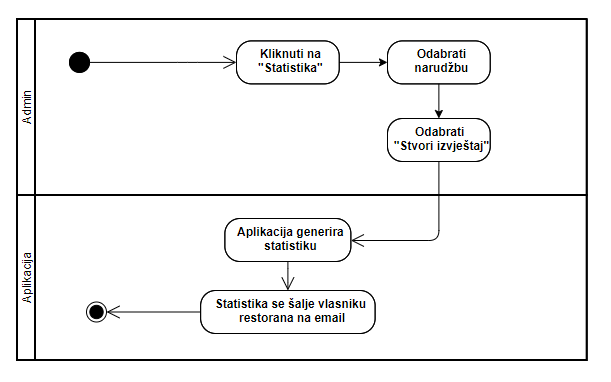 Admin
Kliknuti na
"Statistika"
Odabrati
narudžbu
Odabrati
"Stvori izvještaj"
Aplikacija
Aplikacija generira
statistiku
Statistika se šalje vlasniku
restorana na email